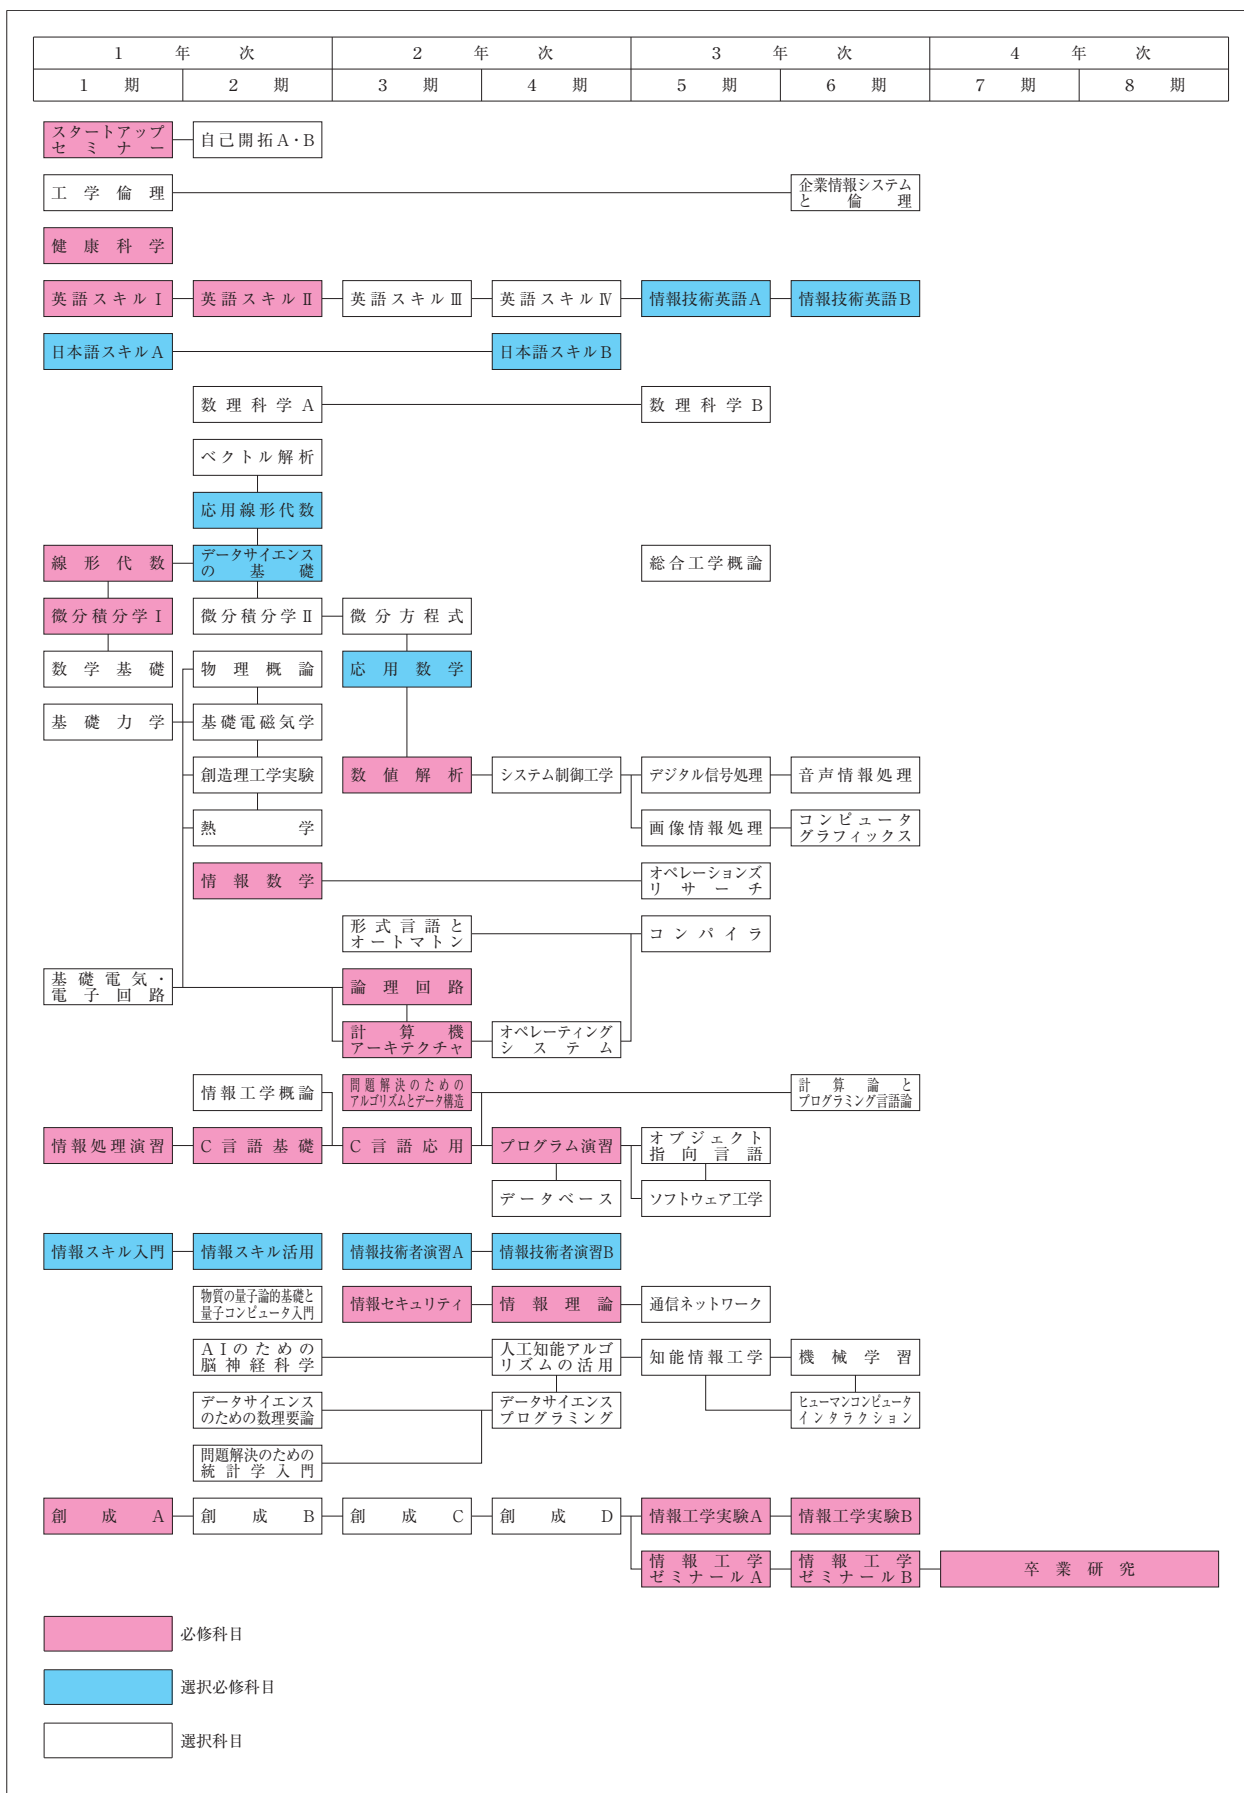 1年次 2年次 3年次 4年次
1期 2期 3期 4期 5期 6期 7期 8期
スタートアップ
セミナー
自己開拓A・B
工学倫理
企業情報システム
と倫理
健康科学
英語スキルⅠ
英語スキルⅡ
英語スキルⅢ
英語スキルⅣ
情報技術英語A
情報技術英語B
日本語スキルA
日本語スキルB
数理科学A
数理科学B
ベクトル解析
応用線形代数
線形代数
データサイエンス
の基礎
総合工学概論
微分積分学Ⅰ
微分積分学Ⅱ
微分方程式
数学基礎
物理概論
応用数学
基礎力学
基礎電磁気学
創造理工学実験
数値解析
システム制御工学
デジタル信号処理
音声情報処理
熱学
画像情報処理
コンピュータ
グラフィックス
情報数学
オペレーションズ
リサーチ
形式言語と
オートマトン
コンパイラ
基礎電気・
電子回路
論理回路
計算機
アーキテクチャ
オペレーティング
システム
情報工学概論
問題解決のための
アルゴリズムとデータ構造
計算論と
プログラミング言語論
情報処理演習
C言語基礎
C言語応用
プログラム演習
オブジェクト
指向言語
データベース
ソフトウェア工学
情報スキル入門
情報スキル活用
情報技術者演習A
情報技術者演習B
物質の量子論的基礎と
量子コンピュータ入門
情報セキュリティ
情報理論
通信ネットワーク
AIのための
脳神経科学
人工知能アルゴ
リズムの活用
知能情報工学
機械学習
データサイエンス
のための数理要論
データサイエンス
プログラミング
ヒューマンコンピュータ
インタラクション
問題解決のための
統計学入門
創成A
創成B
創成C
創成D
情報工学実験A
情報工学実験B
情報工学
ゼミナールA
情報工学
ゼミナールB
卒業研究
必修科目
選択必修科目
選択科目